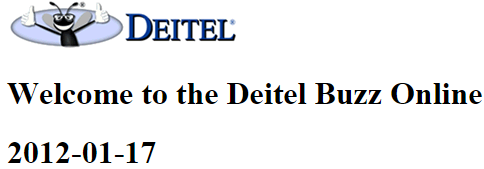 DEITEL®
Welcome to the Deitel Buzz Online
2012-01-17